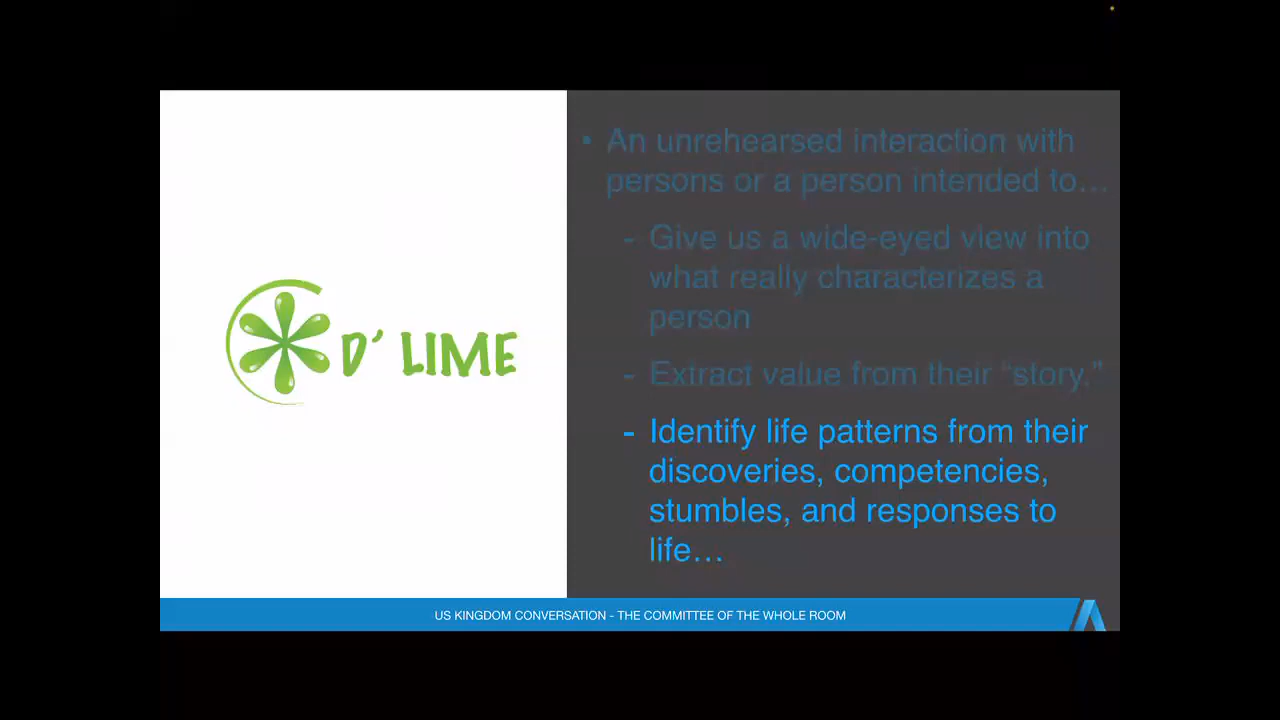 D' LIME
• An unrehearsed interaction with
persons or a person intended to…
- Give us a wide-eyed view into
what really characterizes a
person
- Extract value from their “story.”
- Identify life patterns from their
discoveries, competencies,
stumbles, and responses to
life…
US KINGDOM CONVERSATION - THE COMMITTEE OF THE WHOLE ROOM